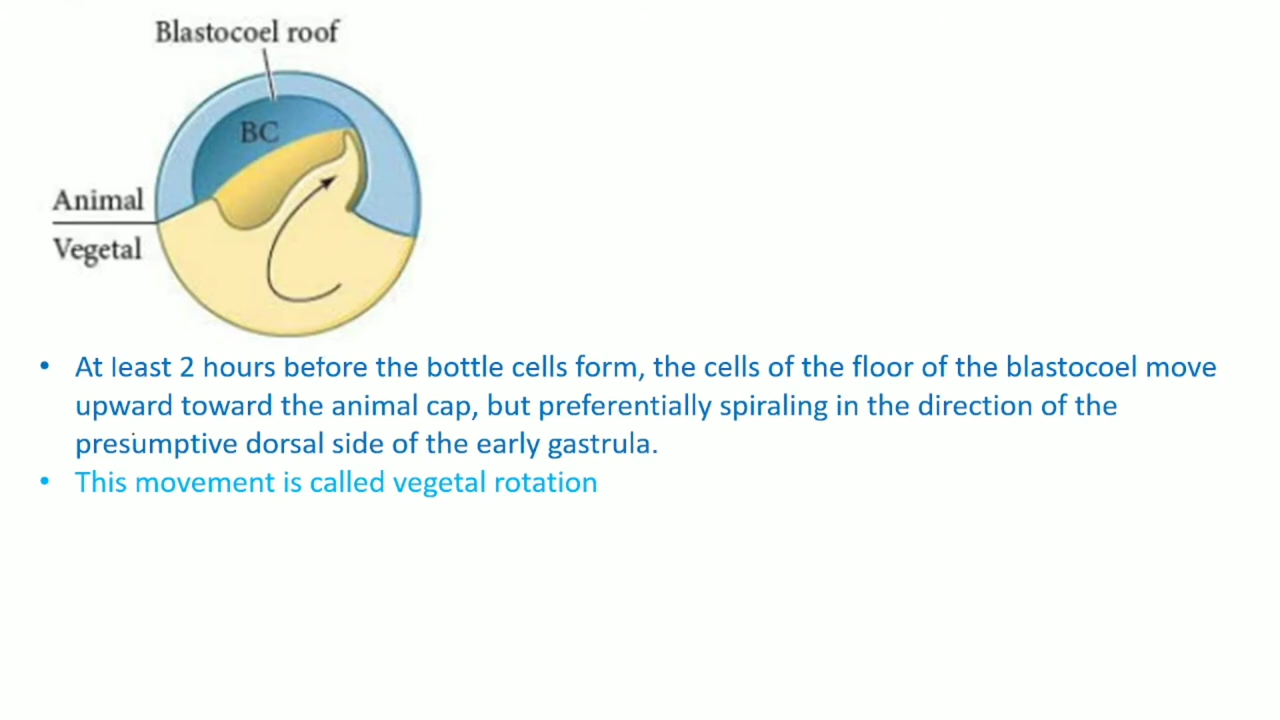 Blastocoel roof
BC
Animal
Vegetal
• At least 2 hours before the bottle cells form, the cells of the floor of the blastocoel move
upward toward the animal cap, but preferentially spiraling in the direction of the
presumptive dorsal side of the early gastrula.
• This movement is called vegetal rotation